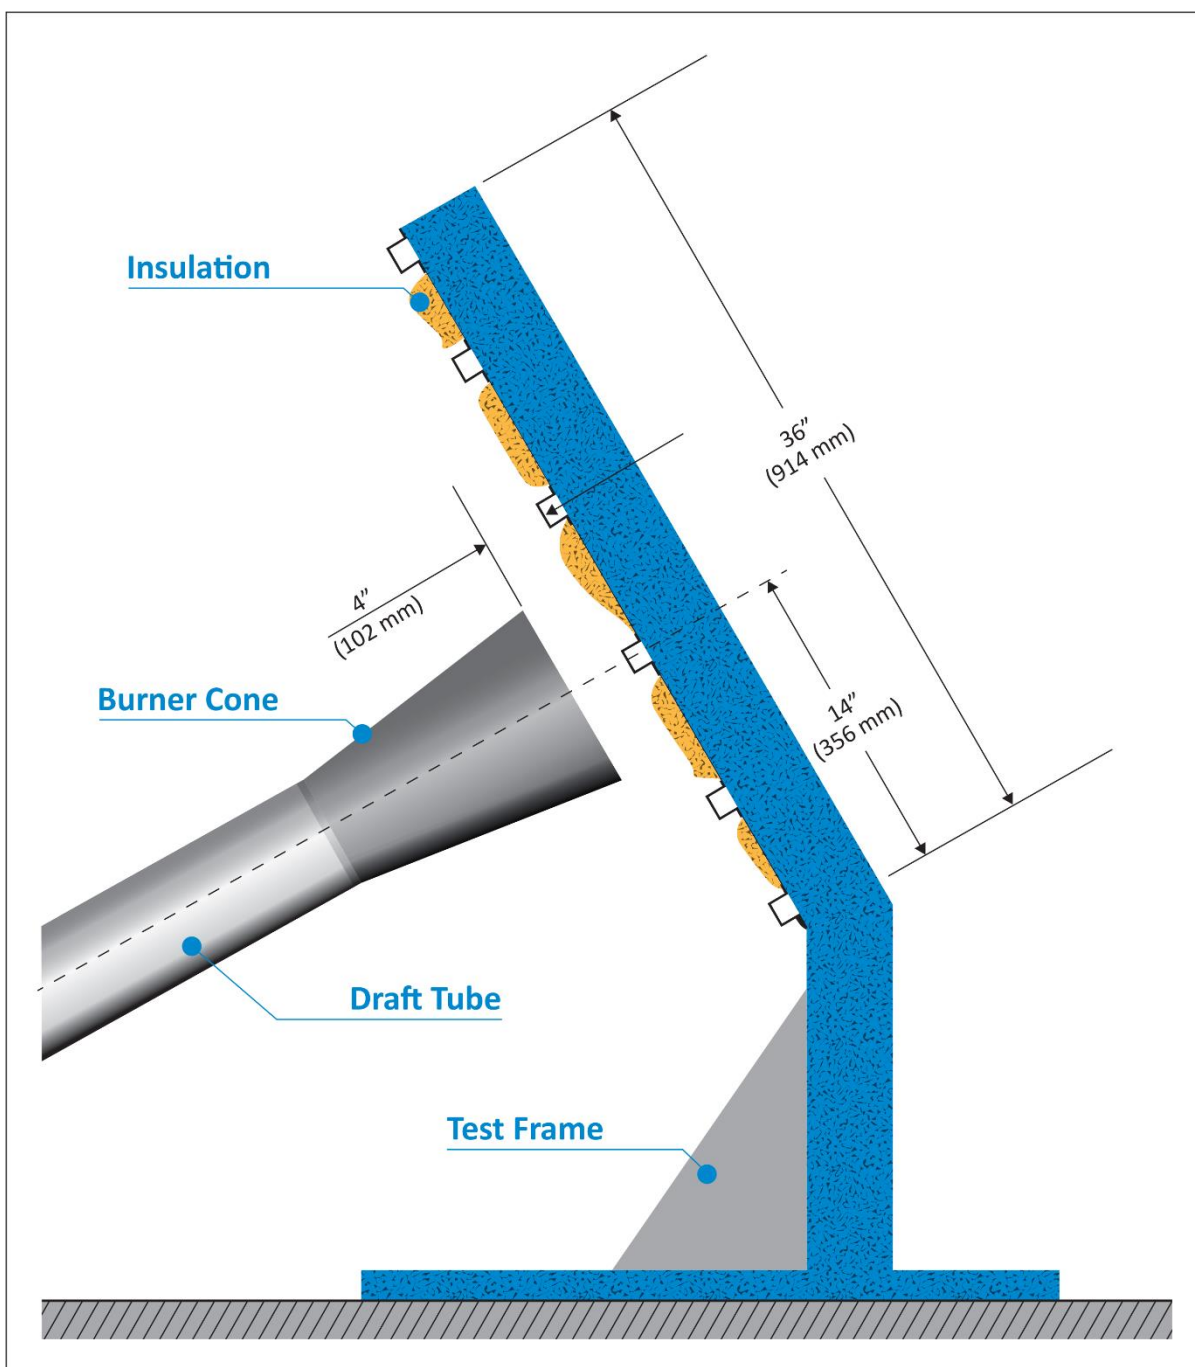 Insulation
36”
(914 mm)
4”
(102 mm)
Burner Cone
14”
(356 mm)
Draft Tube
Test Frame